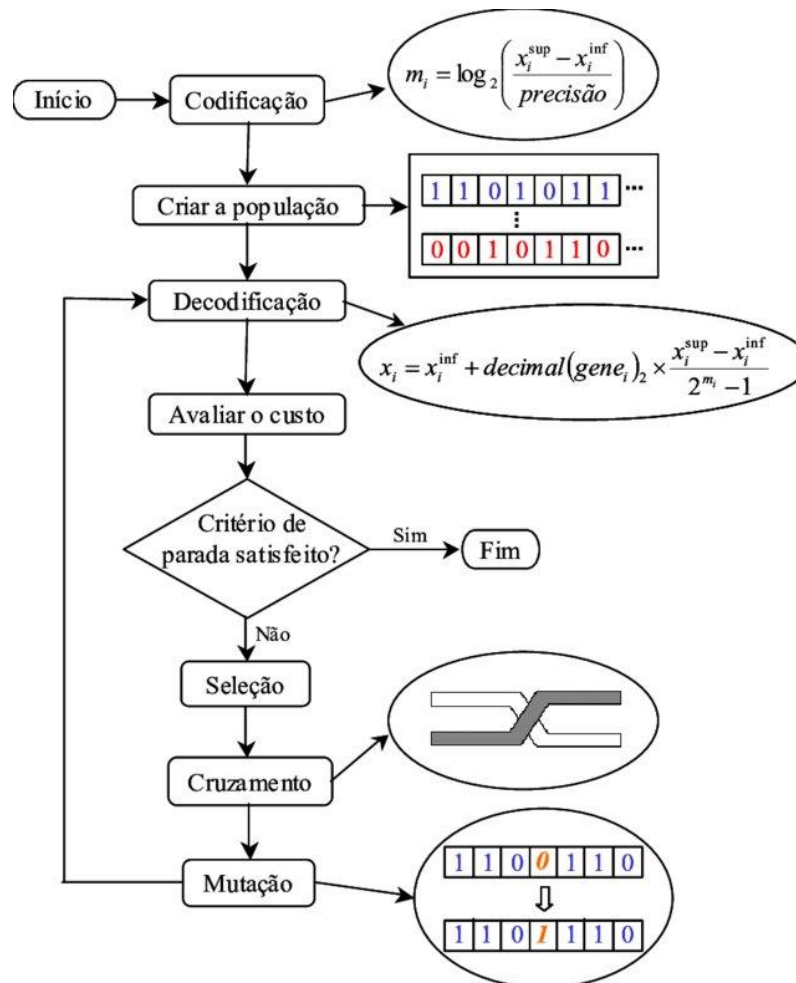 Início
Codificação
m_i = log_2((x_i^sup − x_i^inf) / precisão)
Criar a população
1 1 0 1 0 1 1 ...
⋮
0 0 1 0 1 1 0 ...
Decodificação
x_i = x_i^inf + decimal(gene_i)_2 × (x_i^sup − x_i^inf) / (2^{m_i} − 1)
Avaliar o custo
Critério de
parada satisfeito?
Sim
Fim
Não
Seleção
Cruzamento
Mutação
1 1 0 0 1 1 0
1 1 0 1 1 1 0